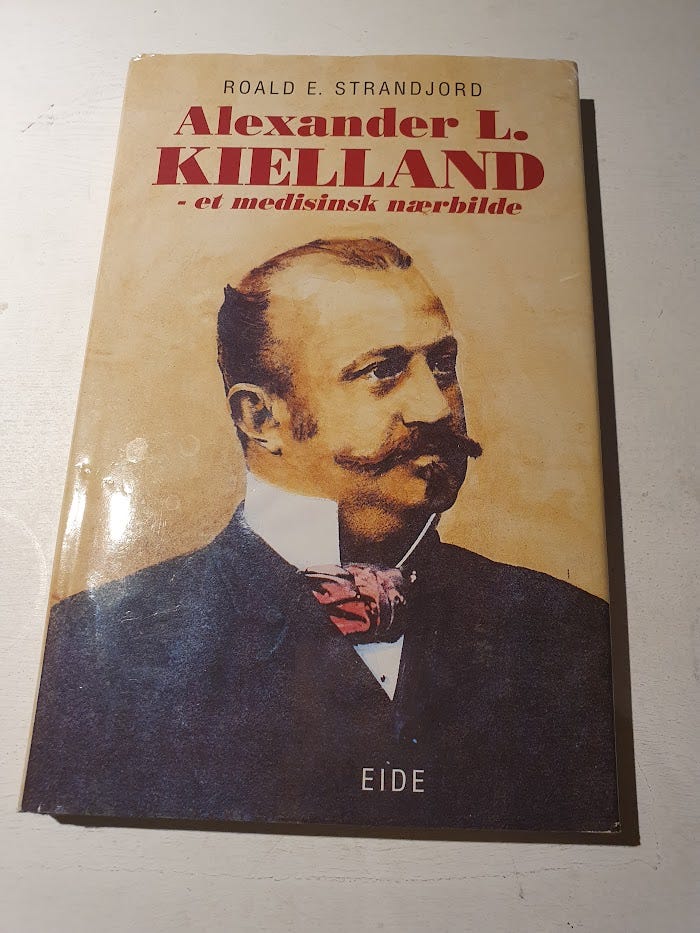 ROALD E. STRANDJORD
Alexander L.
KIELLAND
- et medisinsk nærbilde
EIDE